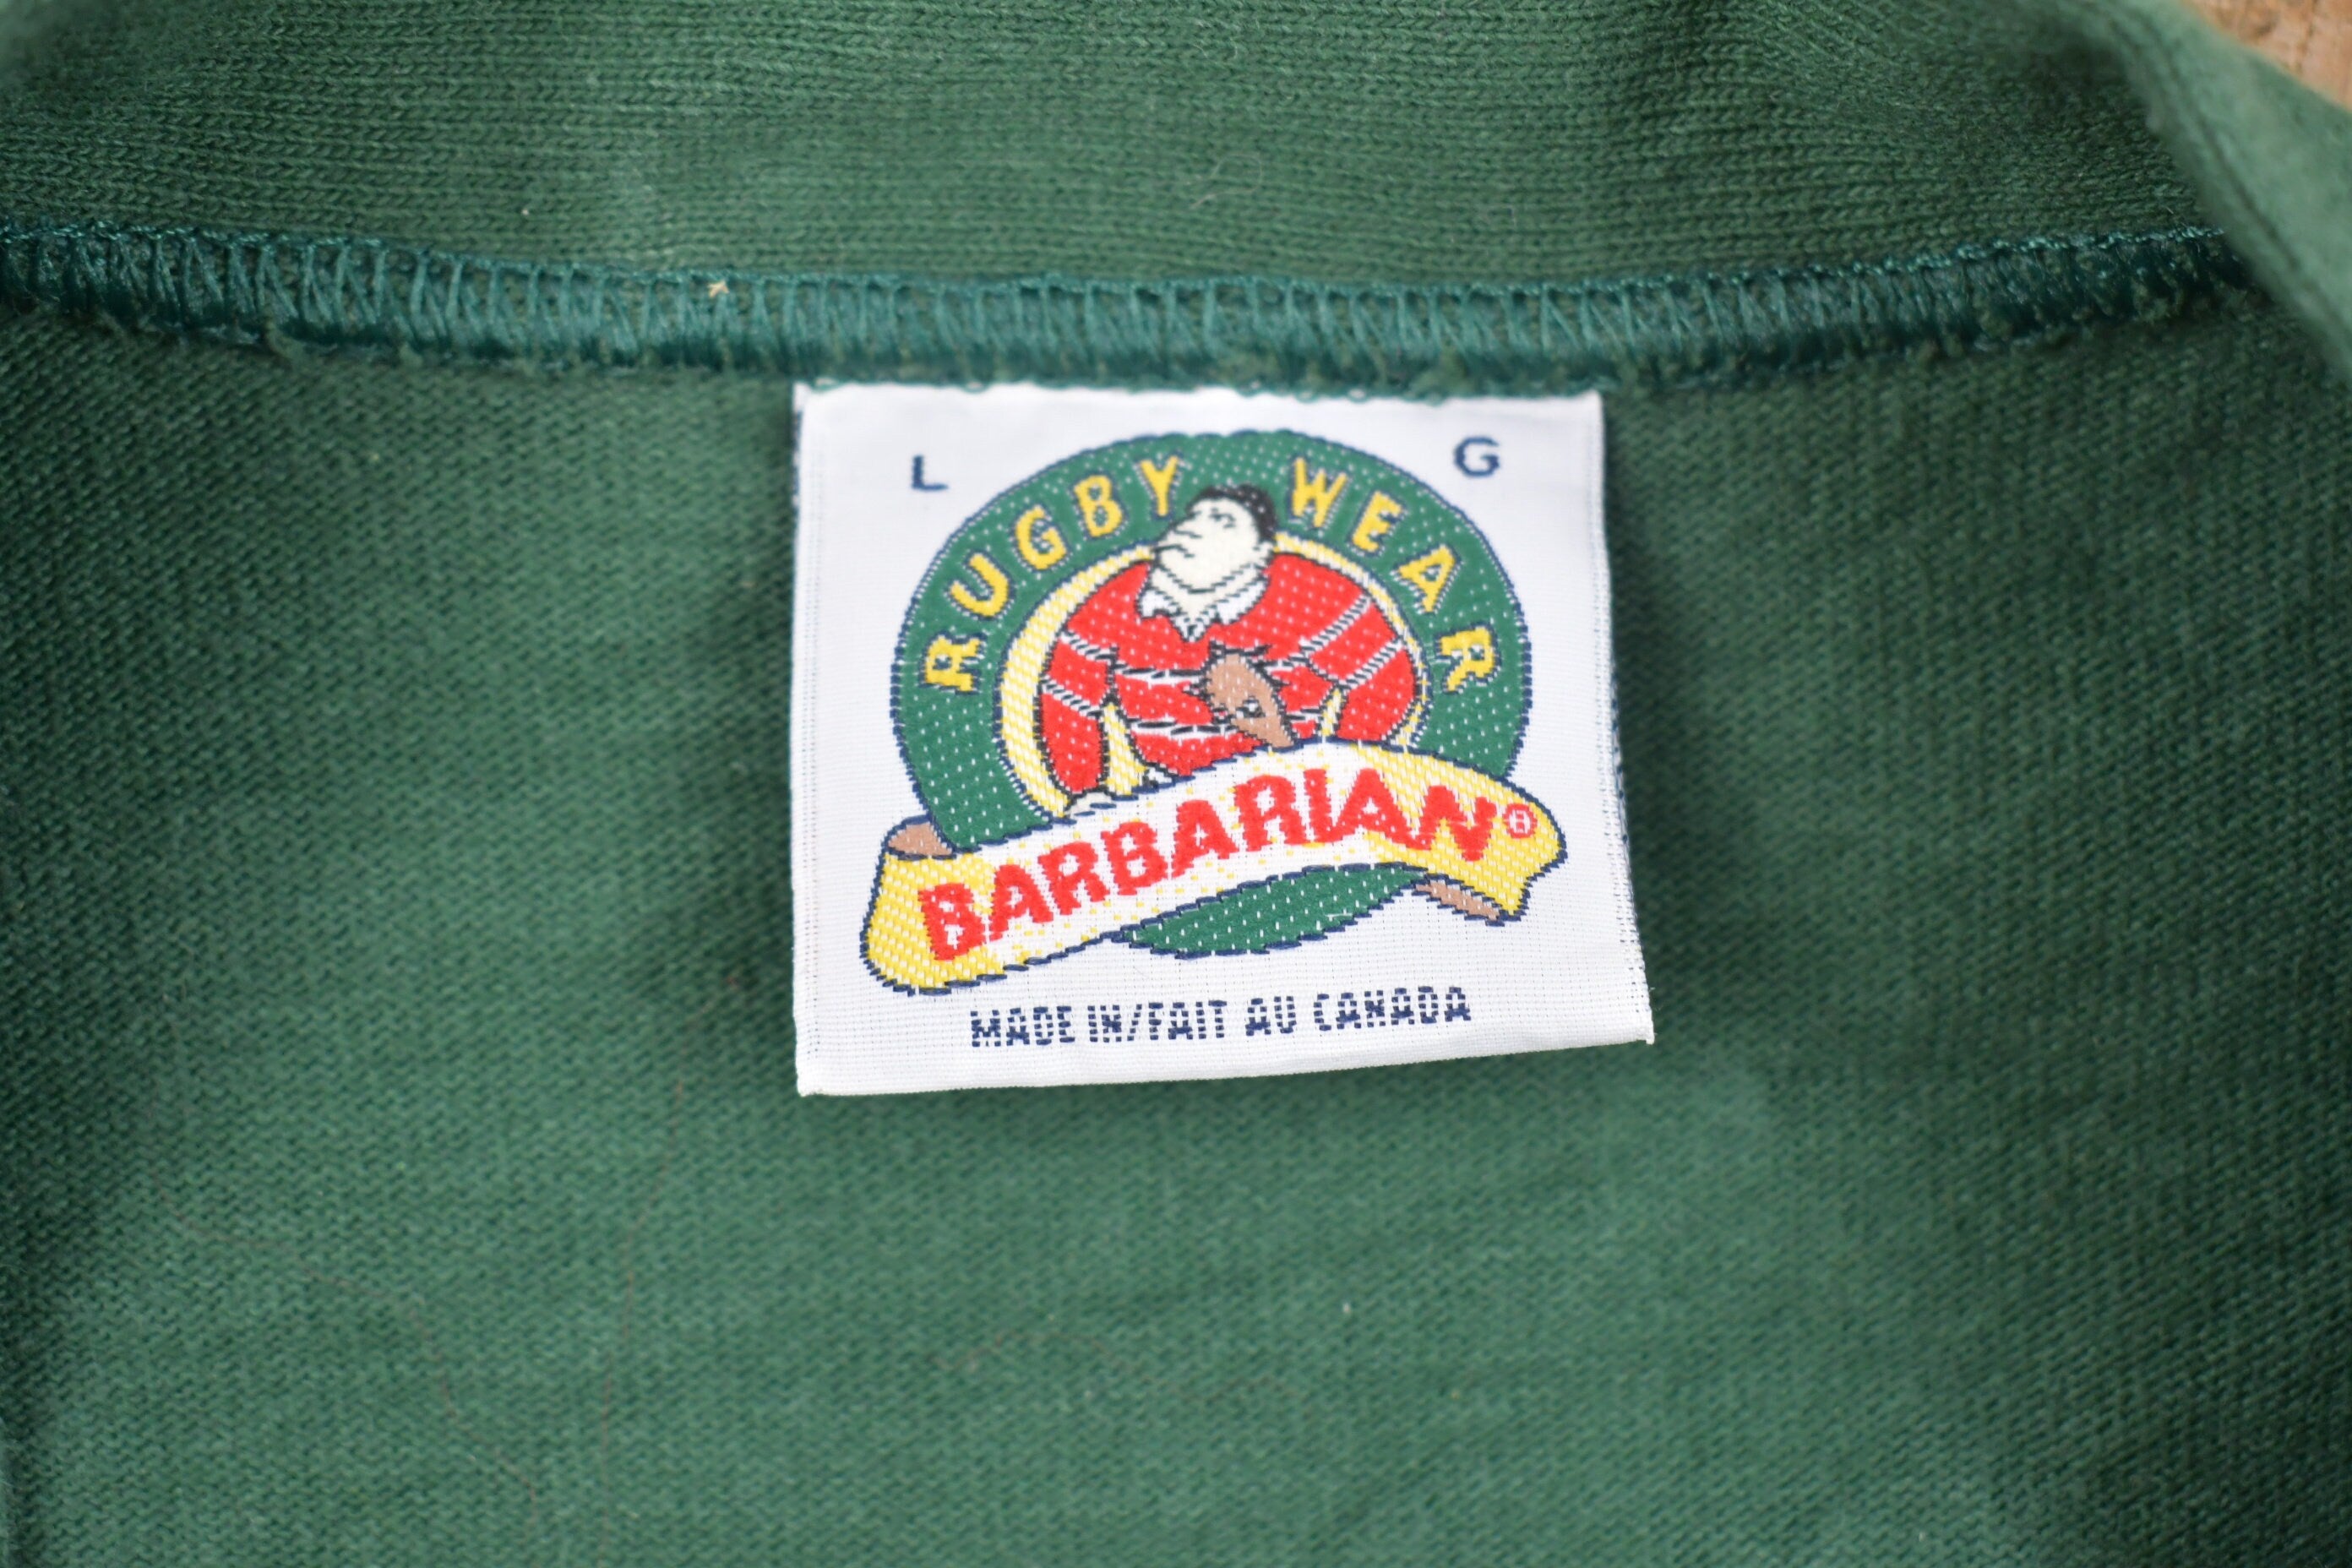 L G
RUGBY WEAR
BARBARIAN®
MADE IN/FAIT AU CANADA